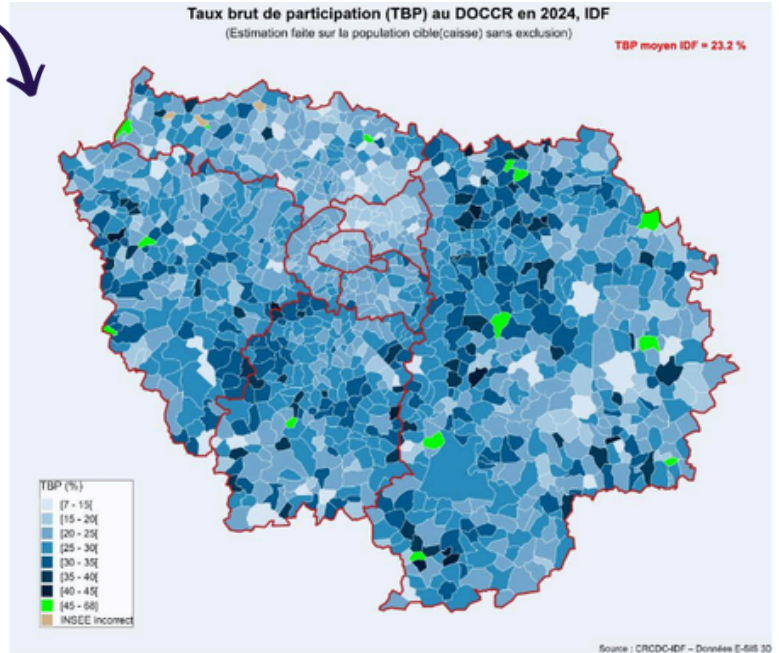 Taux brut de participation (TBP) au DOCCR en 2024, IDF
(Estimation faite sur la population cible(caisse) sans exclusion)
TBP moyen IDF = 23.2 %
TBP (%)
[7 - 15[
[15 - 20[
[20 - 25[
[25 - 30[
[30 - 35[
[35 - 40[
[40 - 45[
[45 - 68]
INSEE incorrect
Source : CRCDC-IDF – Données E-SIS 3D